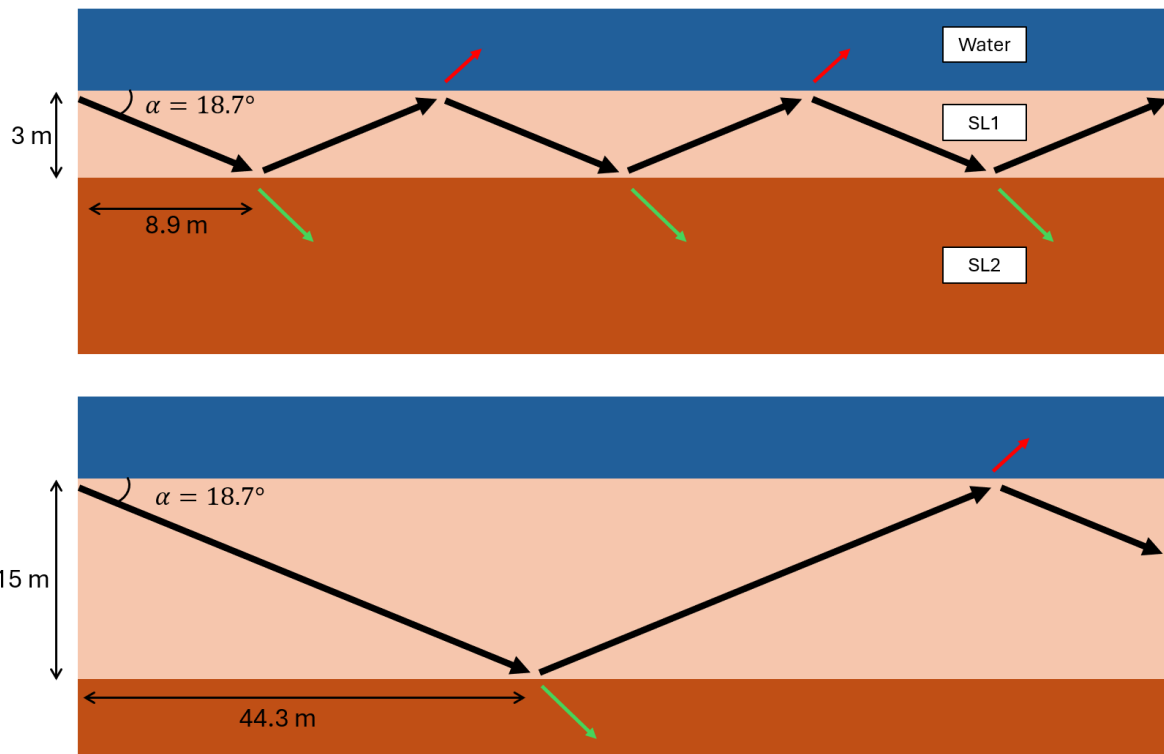 Water
α = 18.7°
SL1
3 m
8.9 m
SL2
α = 18.7°
15 m
44.3 m